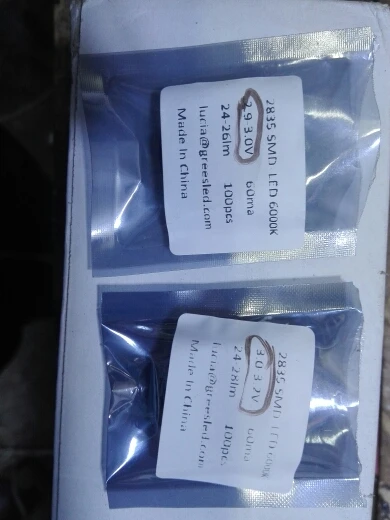 2835 SMD LED 6000K
2.9 3.0V 60ma
24-26lm 100pcs
lucia@greesled.com
Made In China
2835 SMD LED 6000K
3.0 3.2V 60ma
24-26lm 100pcs
lucia@greesled.com
Made In China